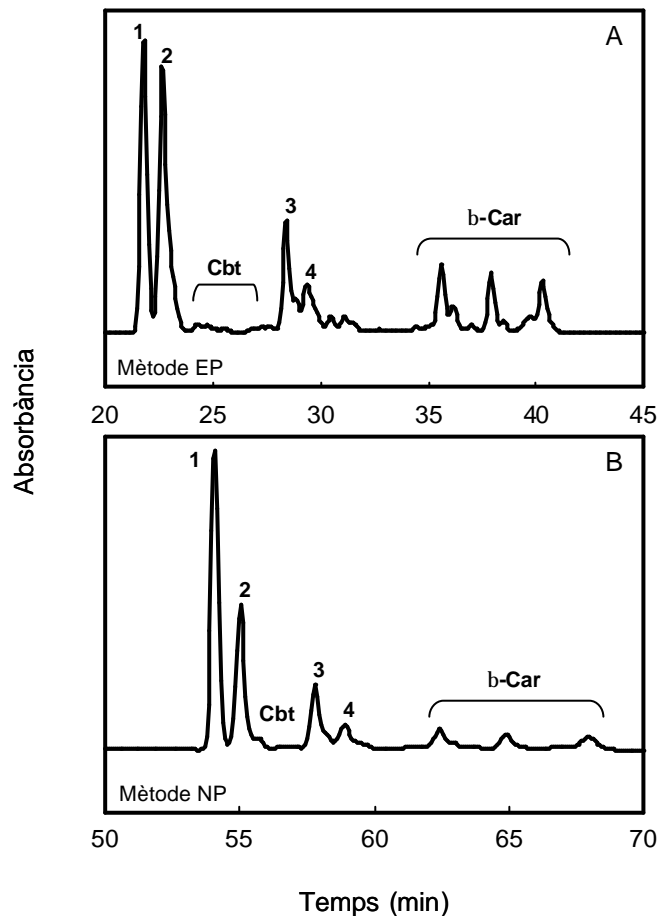 A
1
2
3
4
Cbt
b-Car
Mètode EP
20 25 30 35 40 45
Absorbància
B
1
2
3
4
Cbt
b-Car
Mètode NP
50 55 60 65 70
Temps (min)